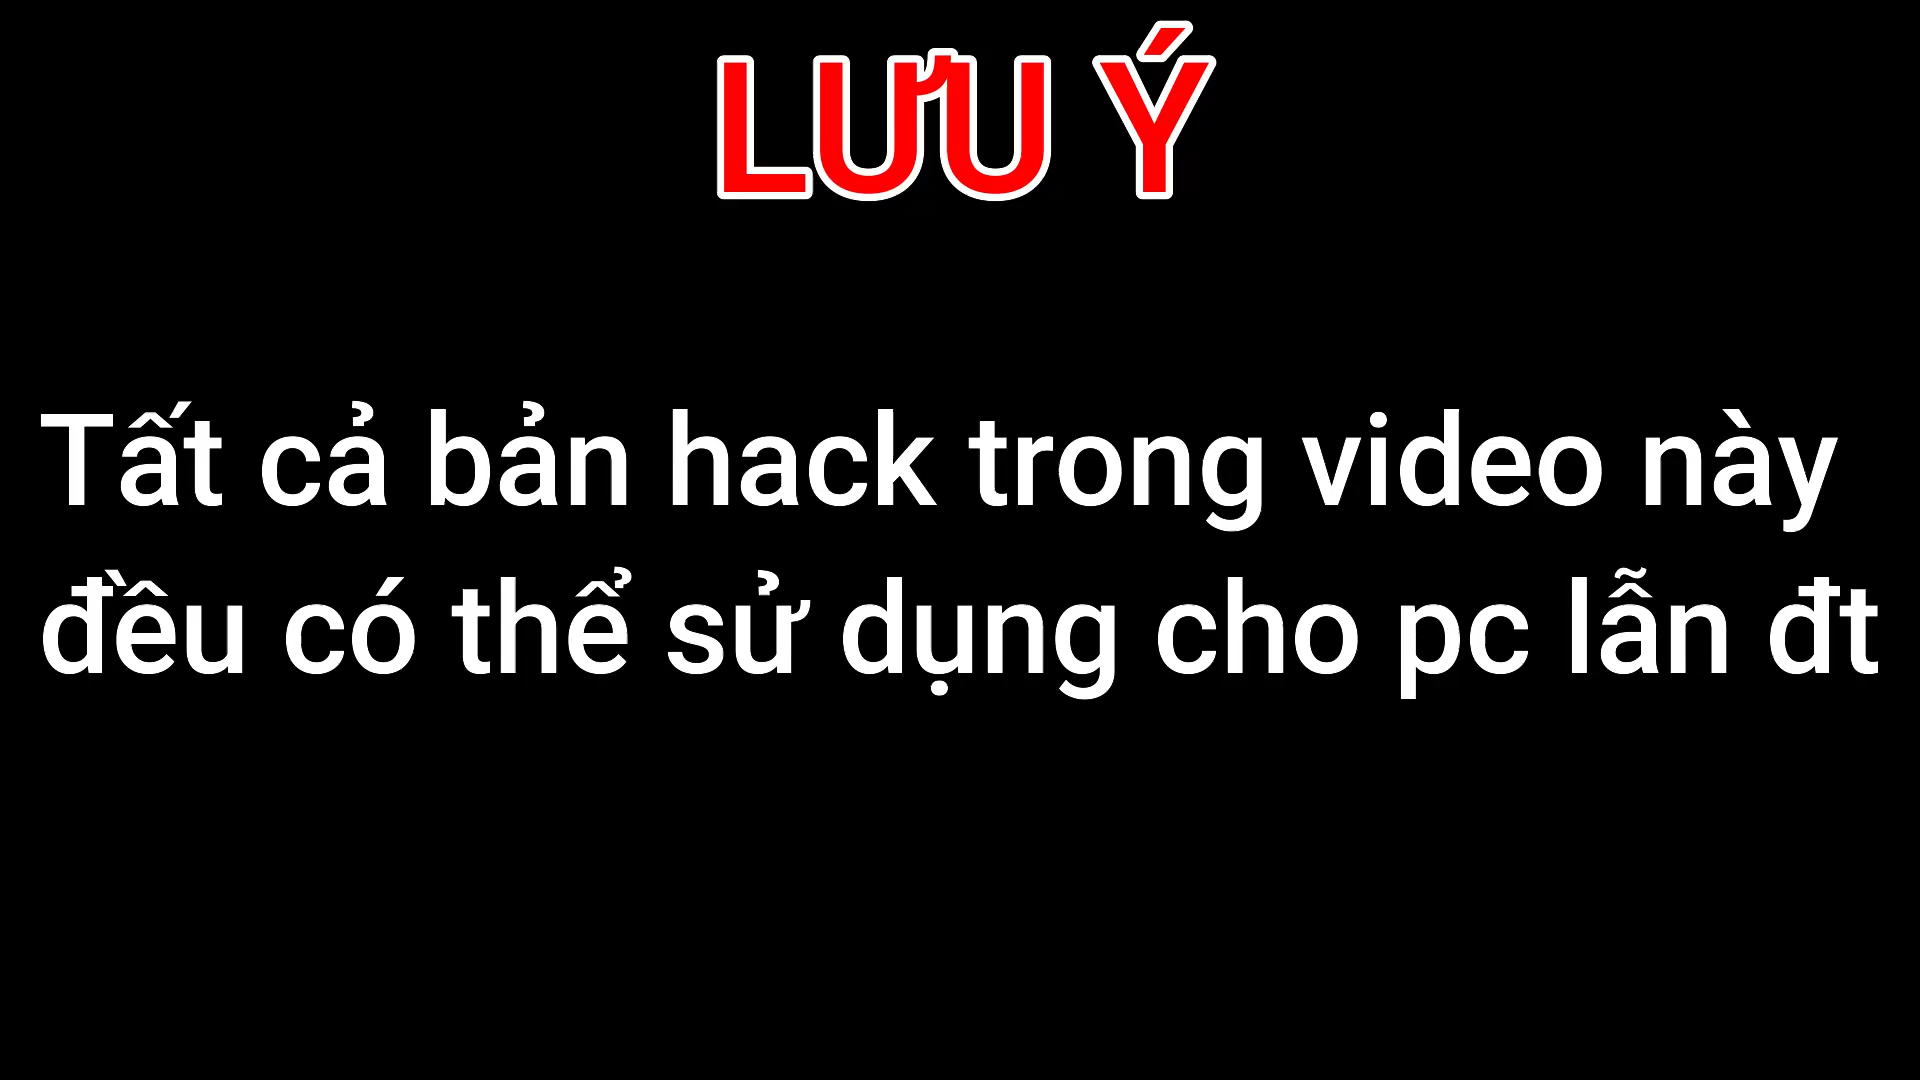 LƯU Ý
Tất cả bản hack trong video này
đều có thể sử dụng cho pc lẫn đt